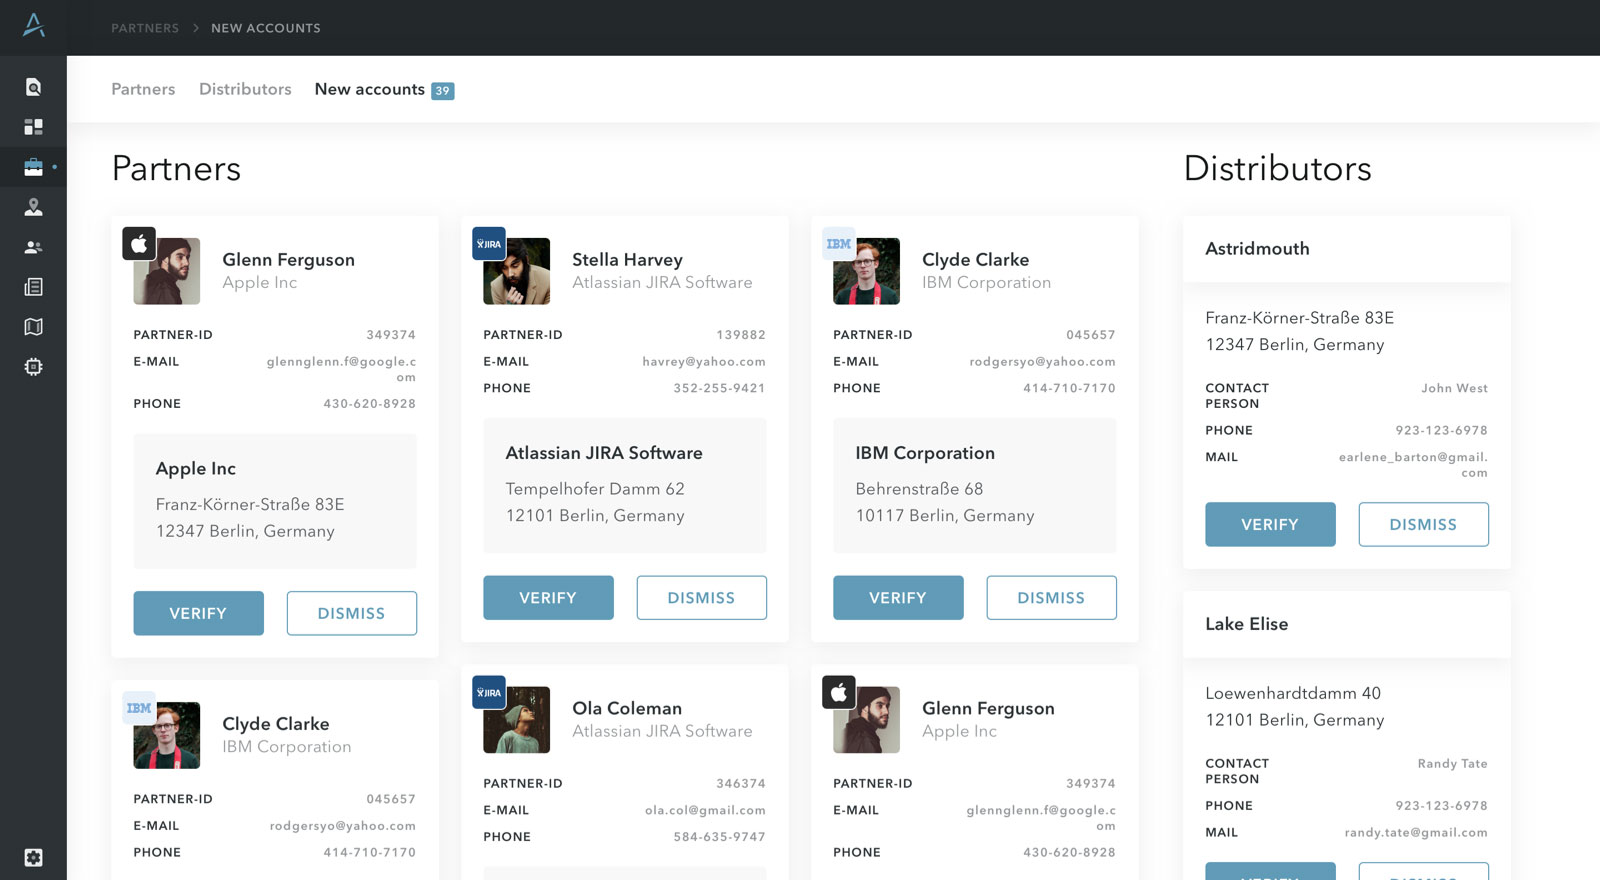 PARTNERS > NEW ACCOUNTS
Partners Distributors New accounts 39
Partners
Glenn Ferguson
Apple Inc
PARTNER-ID 349374
E-MAIL glennglenn.f@google.c
om
PHONE 430-620-8928
Apple Inc
Franz-Körner-Straße 83E
12347 Berlin, Germany
VERIFY DISMISS
JIRA
Stella Harvey
Atlassian JIRA Software
PARTNER-ID 139882
E-MAIL havrey@yahoo.com
PHONE 352-255-9421
Atlassian JIRA Software
Tempelhofer Damm 62
12101 Berlin, Germany
VERIFY DISMISS
IBM
Clyde Clarke
IBM Corporation
PARTNER-ID 045657
E-MAIL rodgersyo@yahoo.com
PHONE 414-710-7170
IBM Corporation
Behrenstraße 68
10117 Berlin, Germany
VERIFY DISMISS
IBM
Clyde Clarke
IBM Corporation
PARTNER-ID 045657
E-MAIL rodgersyo@yahoo.com
PHONE 414-710-7170
JIRA
Ola Coleman
Atlassian JIRA Software
PARTNER-ID 346374
E-MAIL ola.col@gmail.com
PHONE 584-635-9747
Glenn Ferguson
Apple Inc
PARTNER-ID 349374
E-MAIL glennglenn.f@google.c
om
PHONE 430-620-8928
Distributors
Astridmouth
Franz-Körner-Straße 83E
12347 Berlin, Germany
CONTACT John West
PERSON
PHONE 923-123-6978
MAIL earlene_barton@gmail.
com
VERIFY DISMISS
Lake Elise
Loewenhardtdamm 40
12101 Berlin, Germany
CONTACT Randy Tate
PERSON
PHONE 923-123-6978
MAIL randy.tate@gmail.com
VERIFY DISMISS